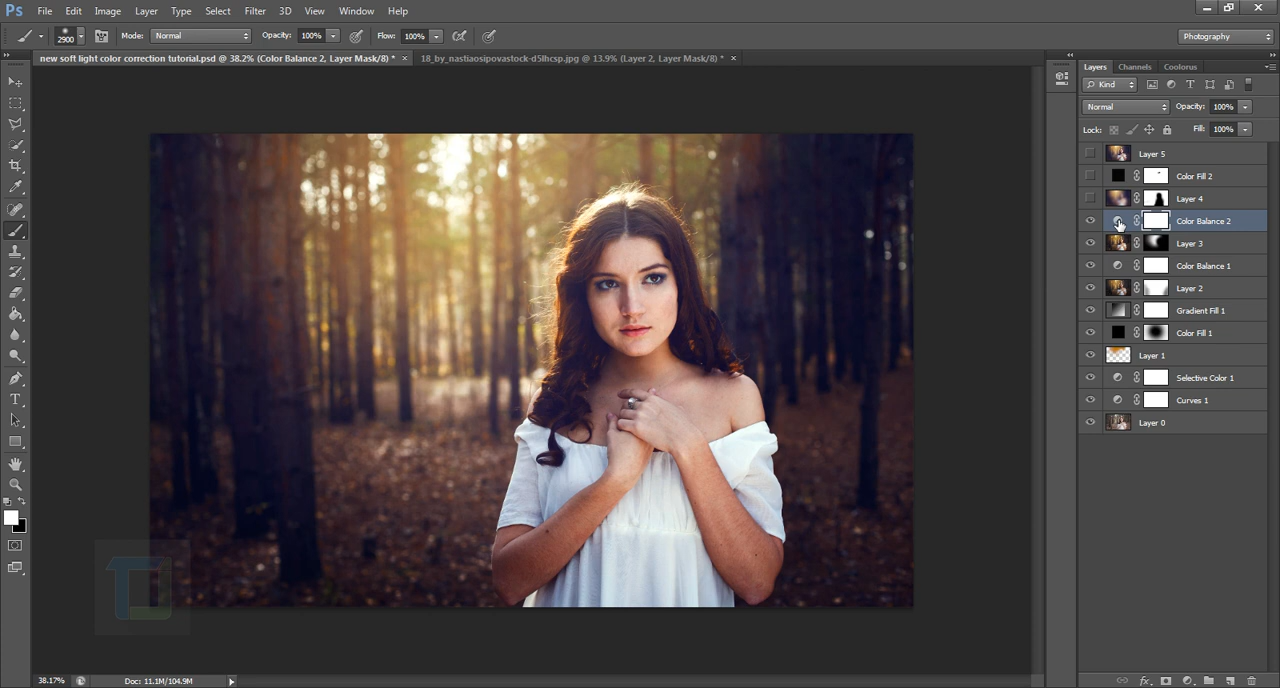 Ps File Edit Image Layer Type Select Filter 3D View Window Help
2900 Mode: Normal Opacity: 100% Flow: 100% Photography
new soft light color correction tutorial.psd @ 38.2% (Color Balance 2, Layer Mask/8) * × 18_by_nastiaosipovastock-d5lhcsp.jpg @ 13.9% (Layer 2, Layer Mask/8) * ×
Layers Channels Coolorus
Kind
Normal Opacity: 100%
Lock: Fill: 100%
Layer 5
Color Fill 2
Layer 4
Color Balance 2
Layer 3
Color Balance 1
Layer 2
Gradient Fill 1
Color Fill 1
Layer 1
Selective Color 1
Curves 1
Layer 0
38.17% Doc: 11.1M/104.9M